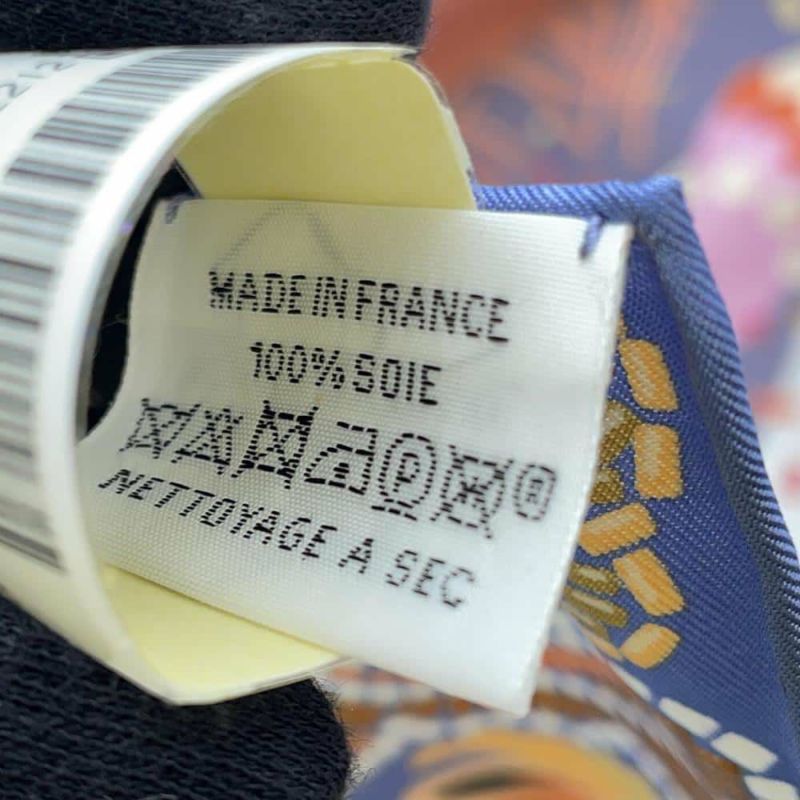 MADE IN FRANCE
100% SOIE
P
®
NETTOYAGE A SEC